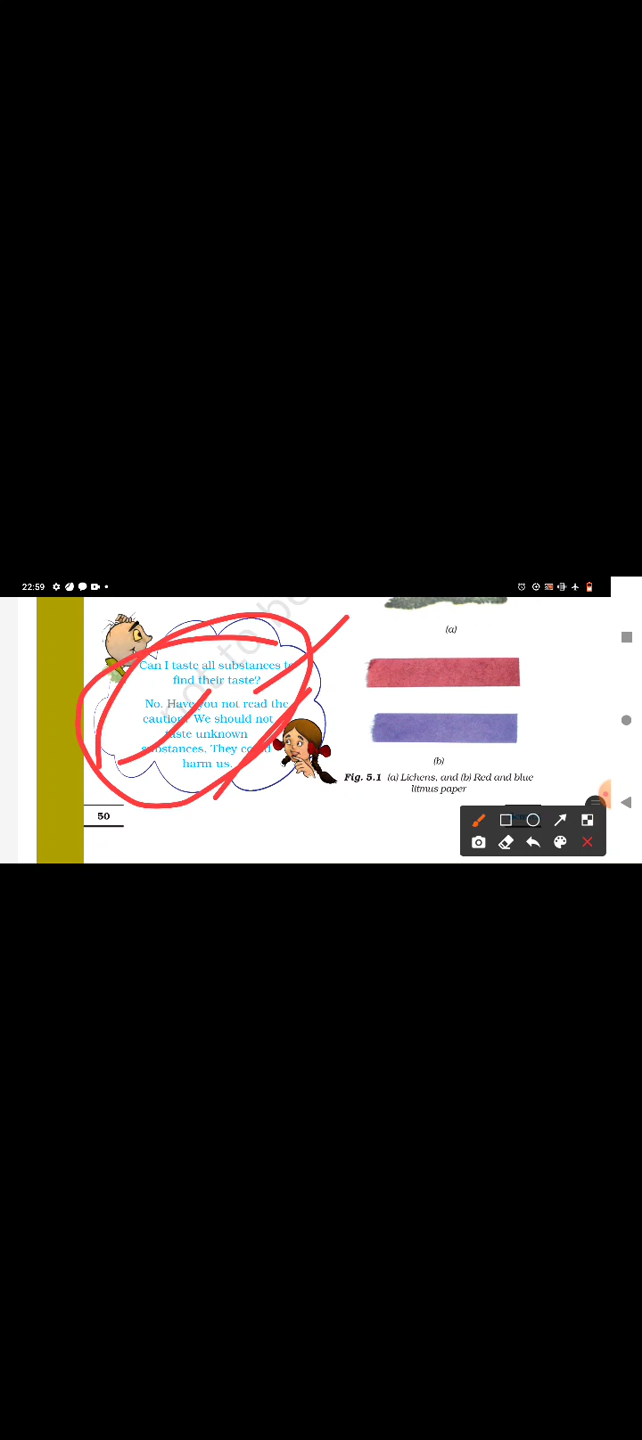 22:59
(a)
Can I taste all substances to
find their taste?
No. Have you not read the
caution? We should not
taste unknown
substances. They could
harm us.
(b)
Fig. 5.1 (a) Lichens, and (b) Red and blue
litmus paper
50